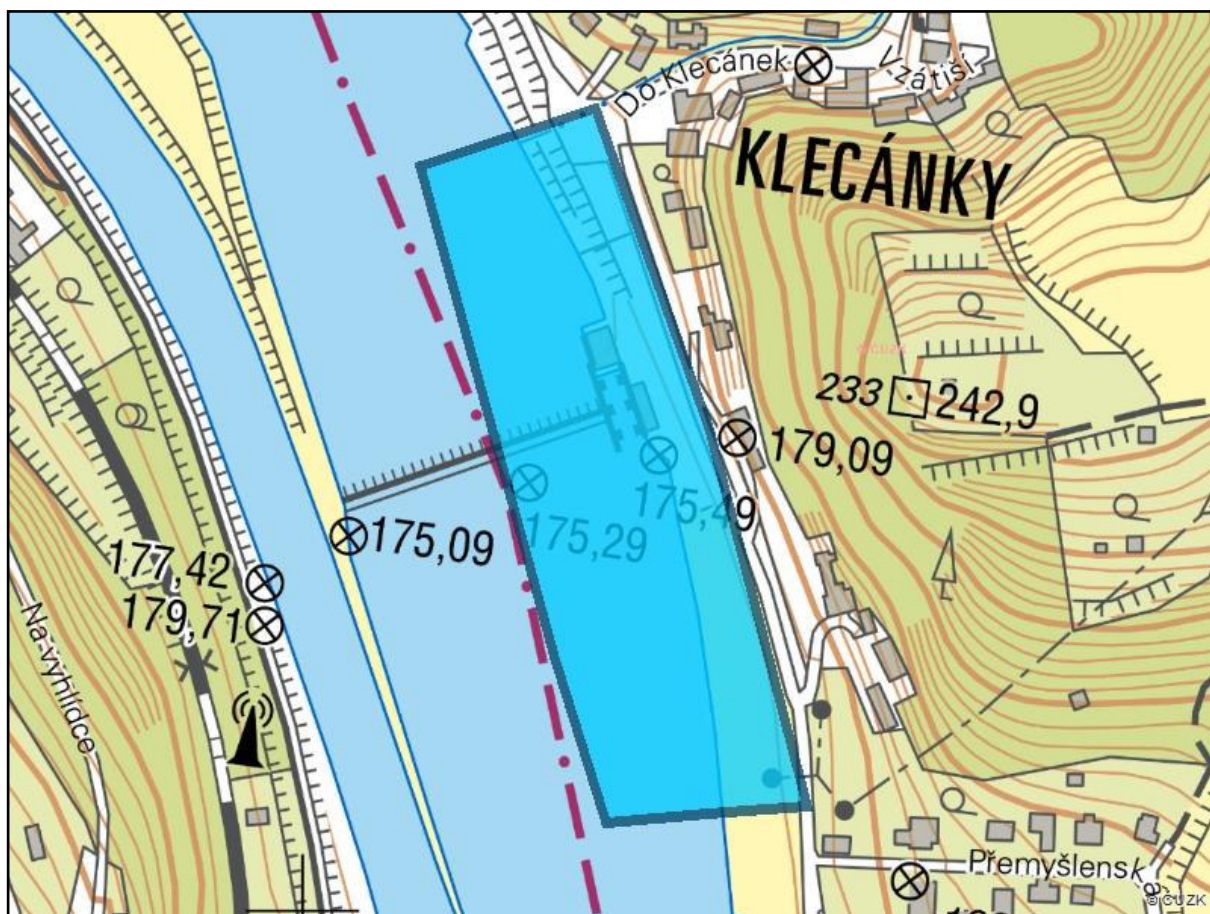 Do Klecánek
V zátiší
KLECÁNKY
© ČÚZK
233
242,9
179,09
175,49
175,29
175,09
177,42
179,71
Na vyhlídce
Přemyšlenská
© ČÚZK